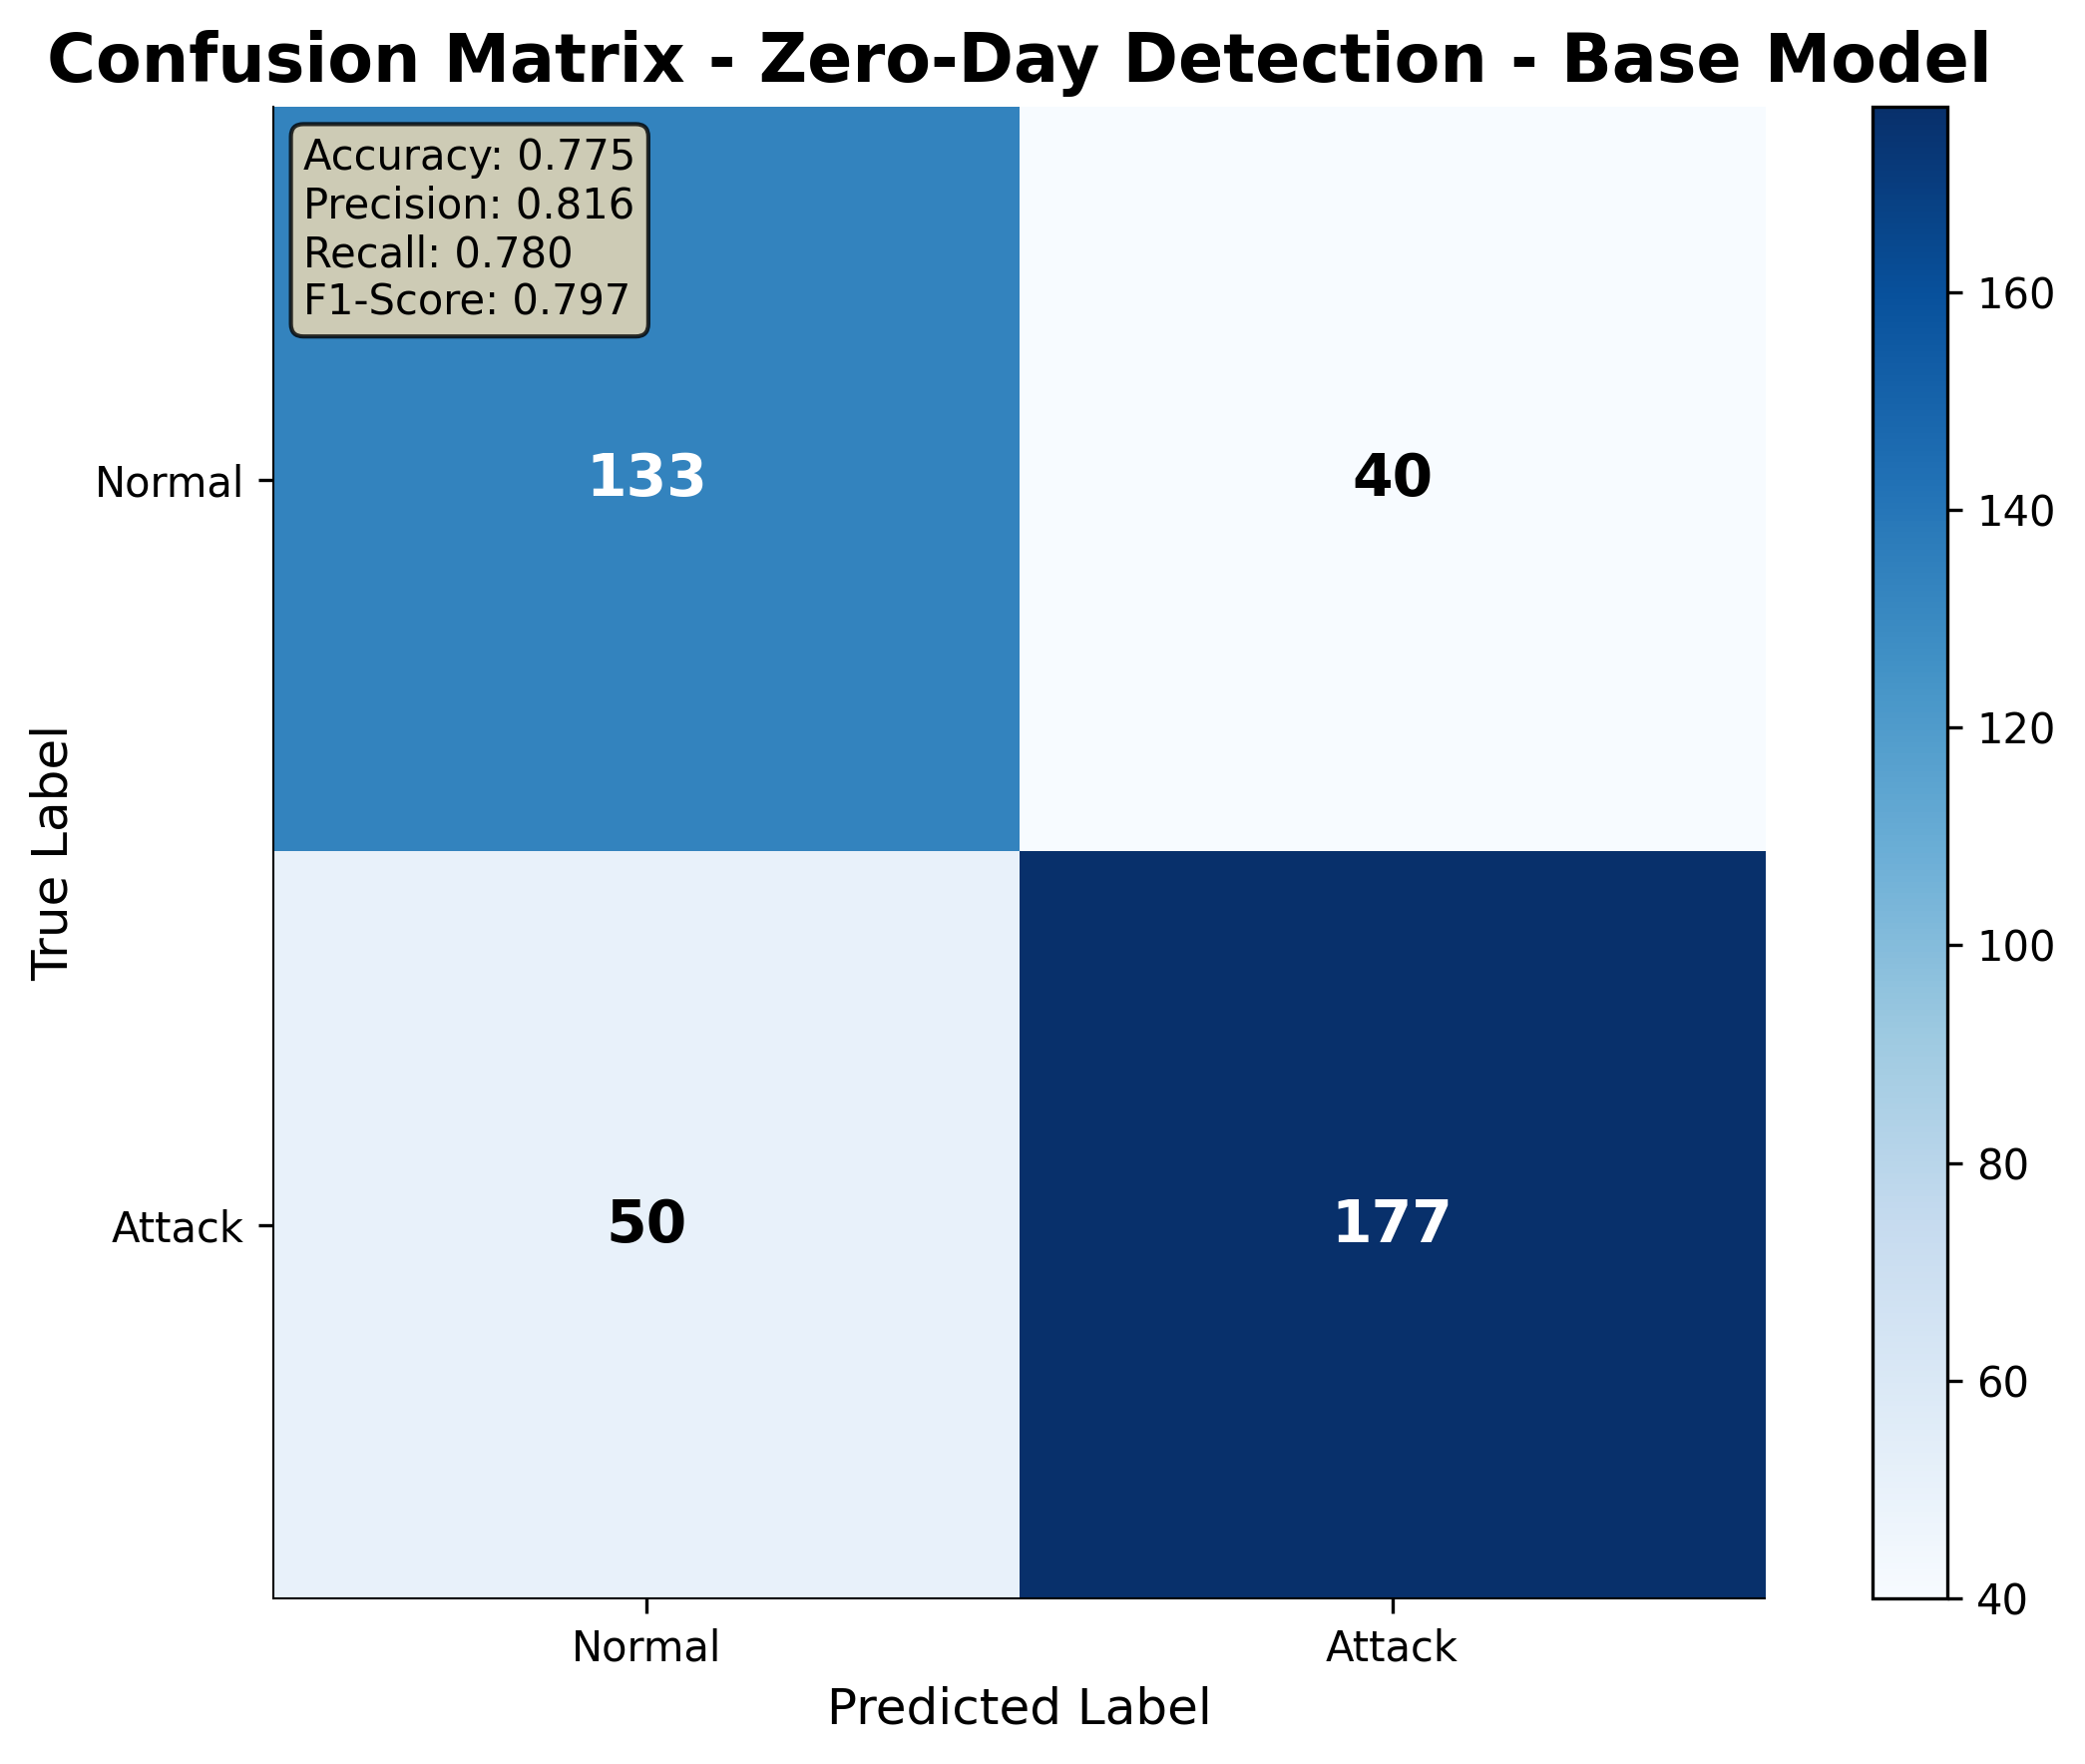 Confusion Matrix - Zero-Day Detection - Base Model
Accuracy: 0.775
Precision: 0.816
Recall: 0.780
F1-Score: 0.797
True Label
Normal
133
40
Attack
50
177
Normal
Attack
Predicted Label
160
140
120
100
80
60
40